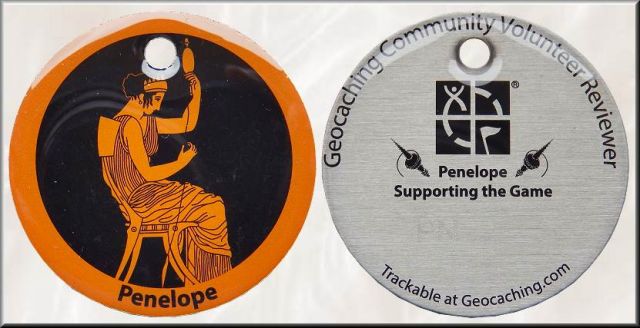 Penelope
Geocaching Community Volunteer Reviewer
®
Penelope
Supporting the Game
Trackable at Geocaching.com